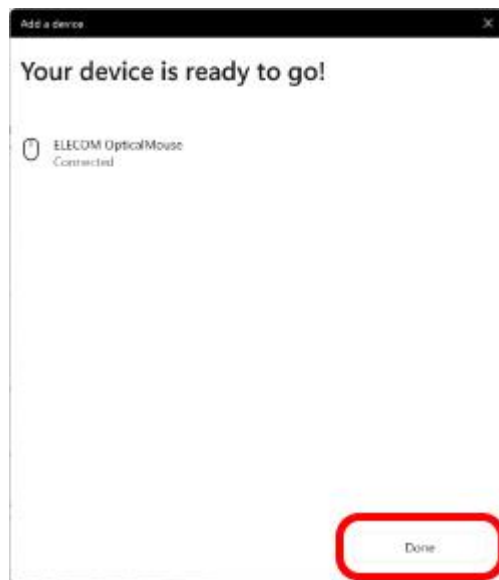 Add a device
Your device is ready to go!
ELECOM OpticalMouse
Connected
Done